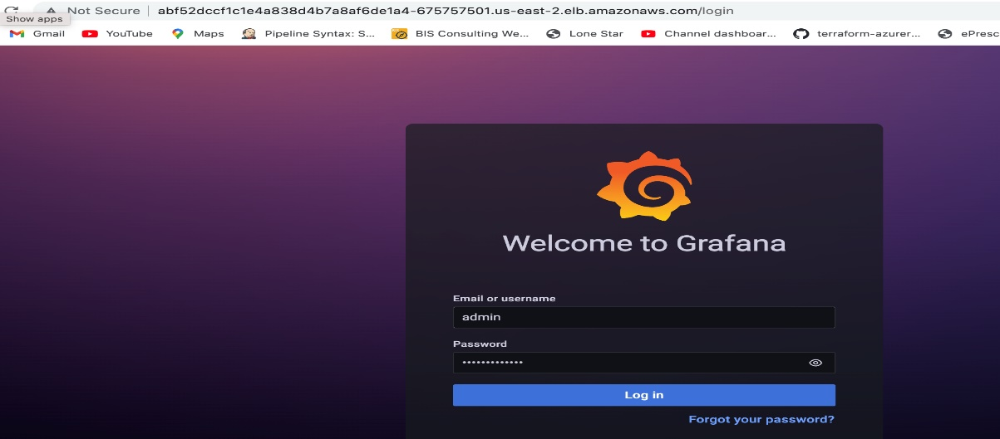 Not Secure | abf52dccf1c1e4a838d4b7a8af6de1a4-675757501.us-east-2.elb.amazonaws.com/login
Show apps
Gmail YouTube Maps Pipeline Syntax: S... BIS Consulting We... Lone Star Channel dashboar... terraform-azurer... ePresc
Welcome to Grafana
Email or username
admin
Password
•••••••••••••
Log in
Forgot your password?